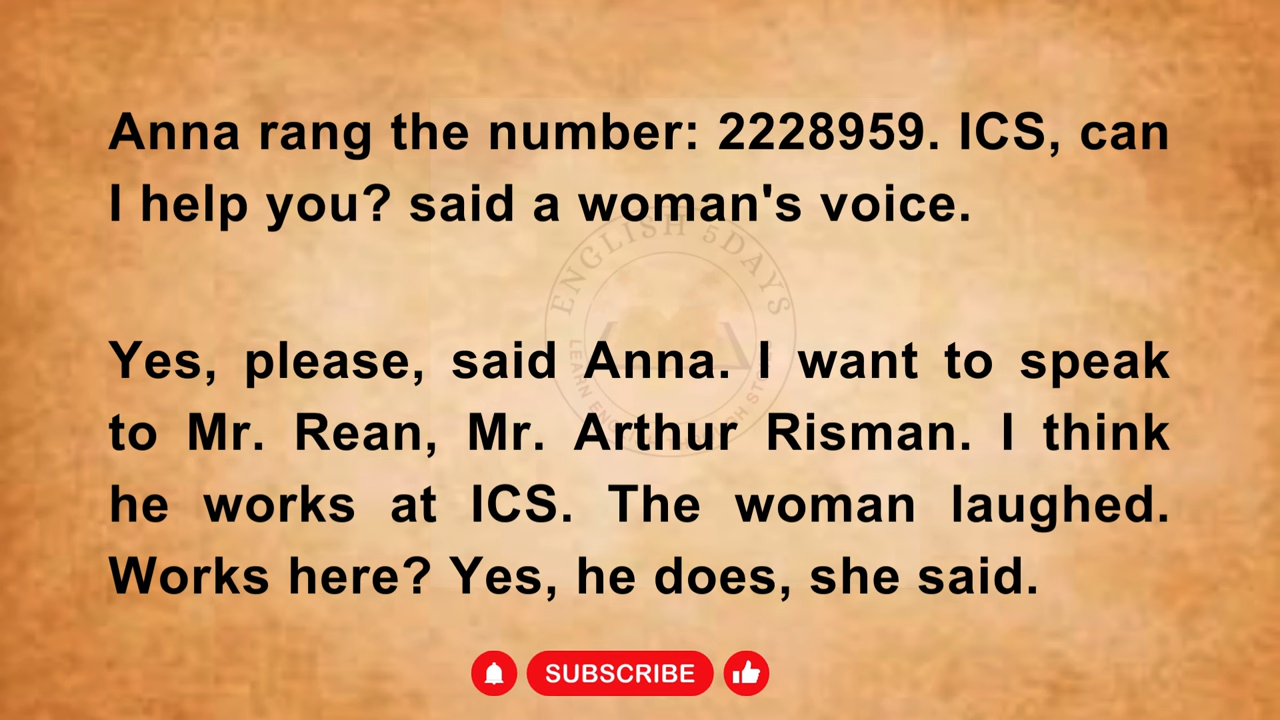 Anna rang the number: 2228959. ICS, can
I help you? said a woman's voice.
Yes, please, said Anna. I want to speak
to Mr. Rean, Mr. Arthur Risman. I think
he works at ICS. The woman laughed.
Works here? Yes, he does, she said.
ENGLISH 5DAYS
SUBSCRIBE